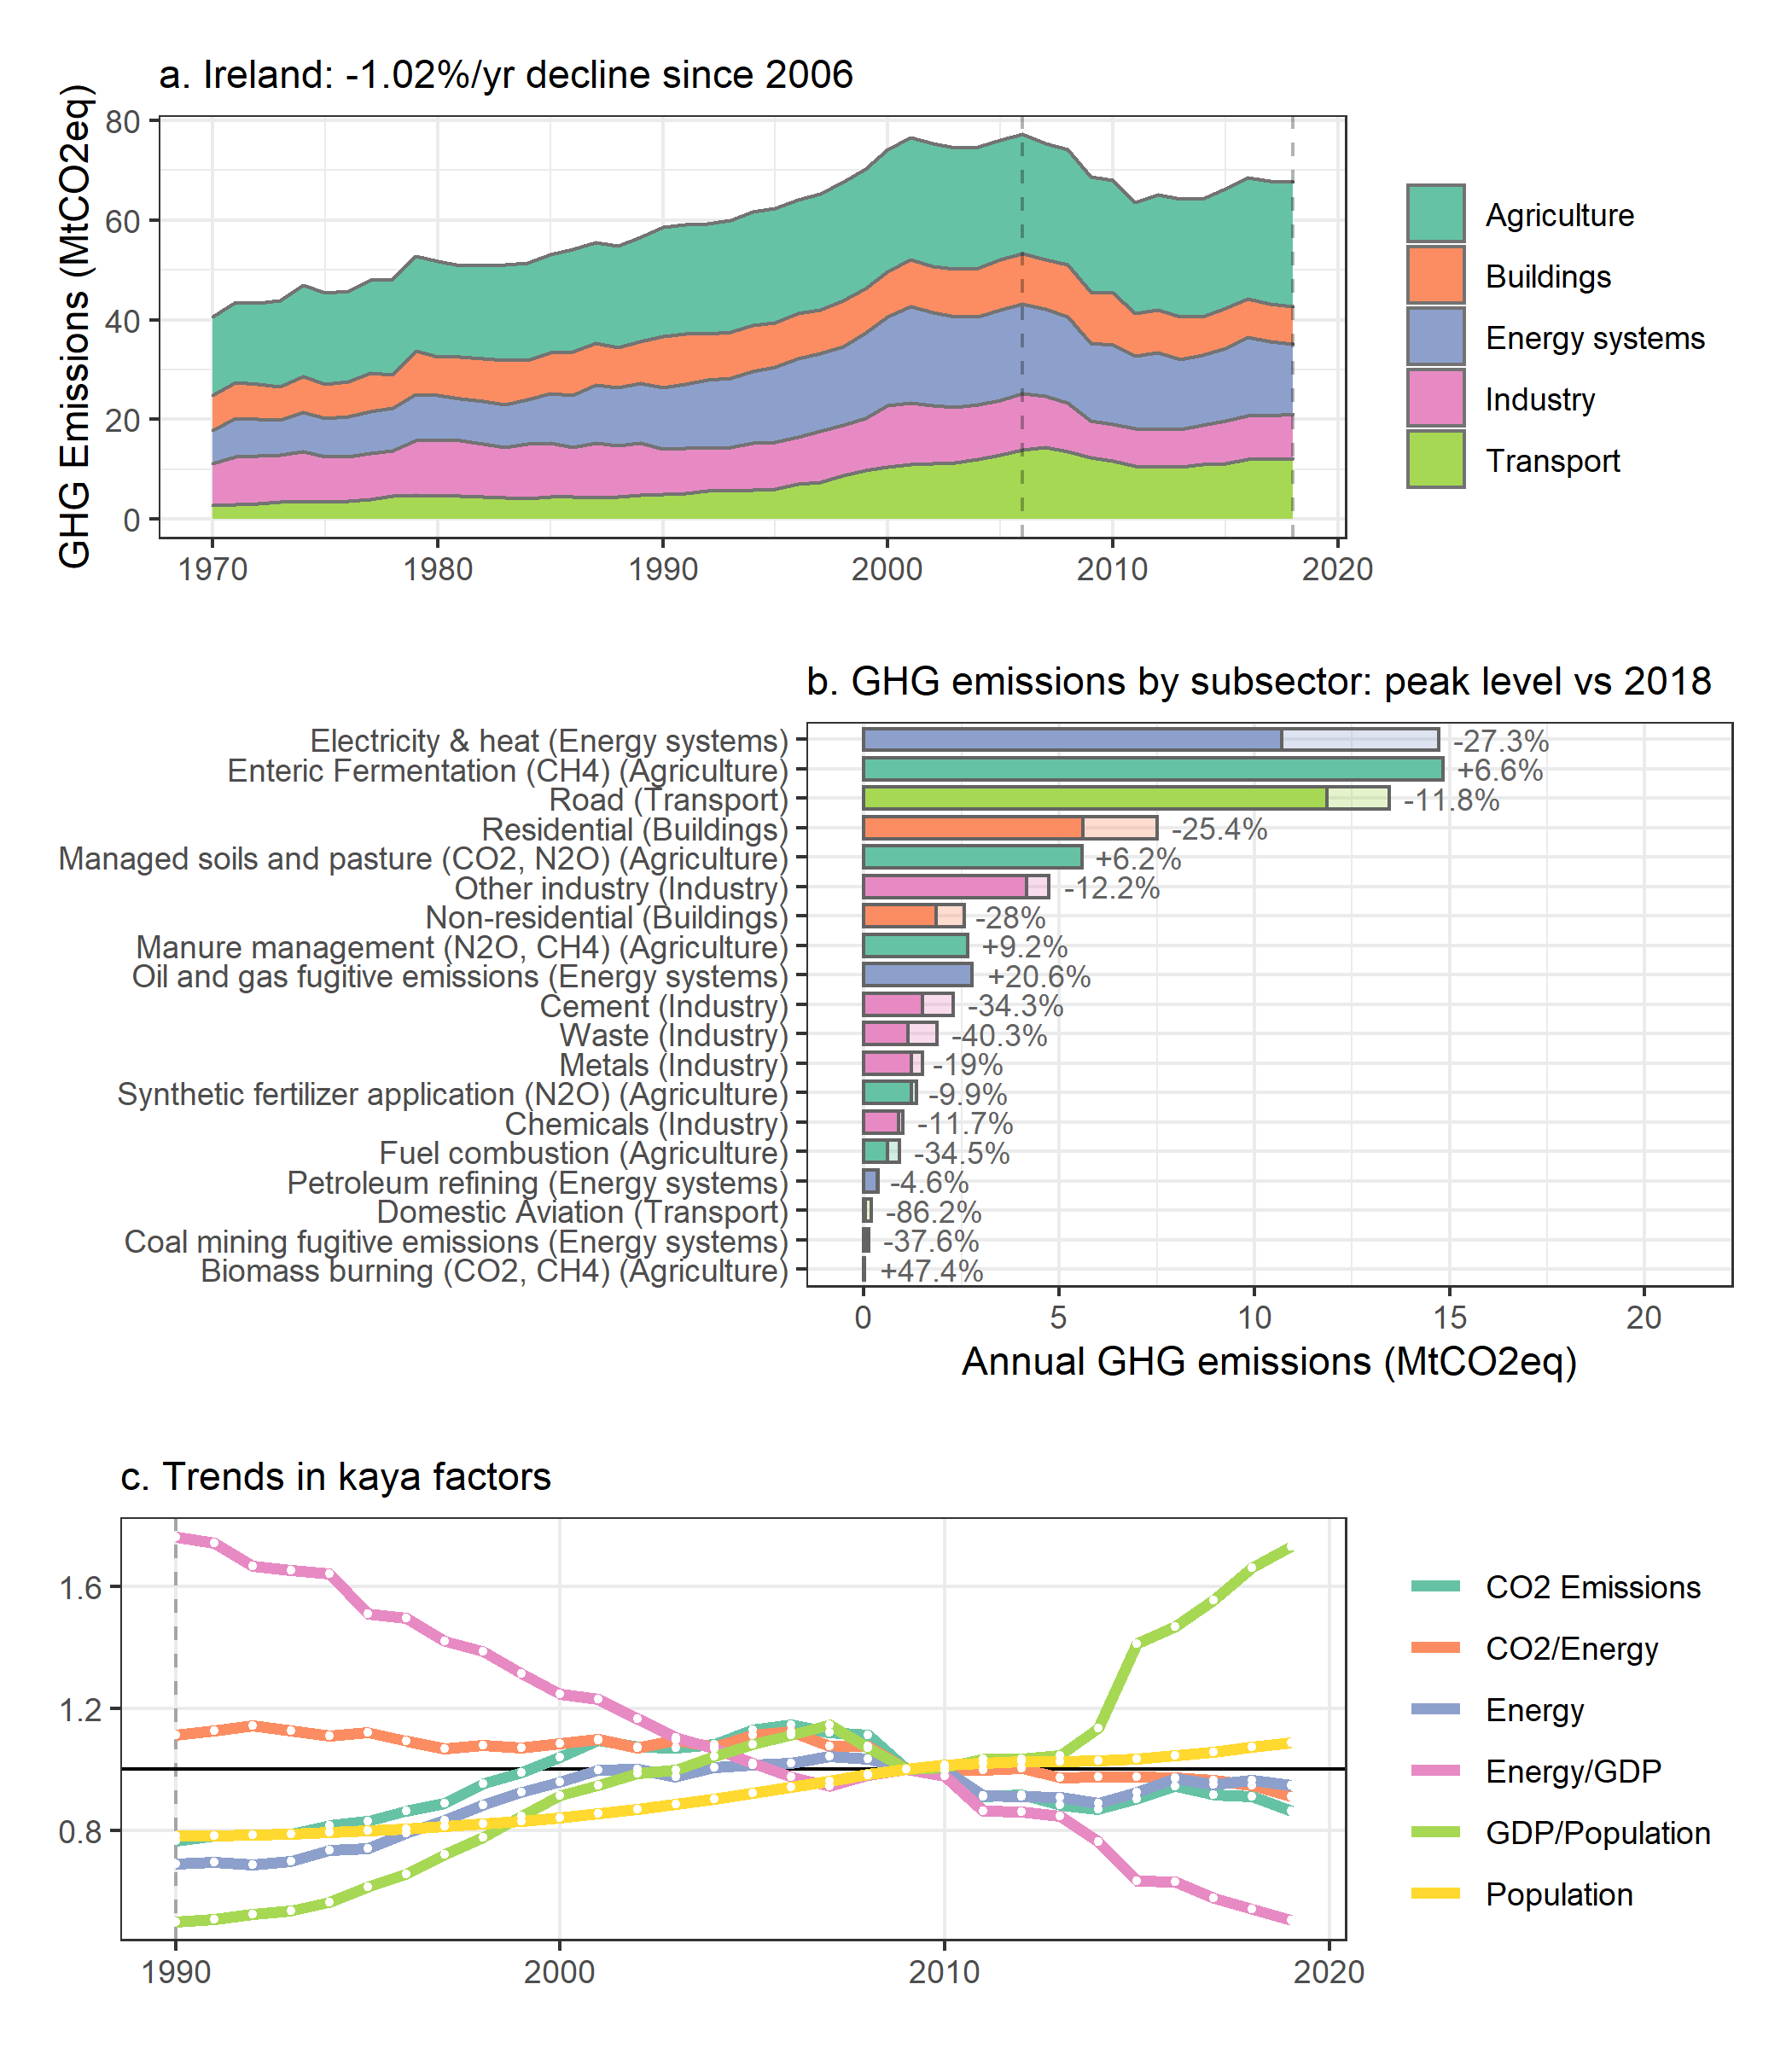 a. Ireland: -1.02%/yr decline since 2006
GHG Emissions (MtCO2eq)
80
60
40
20
0
1970 1980 1990 2000 2010 2020
Agriculture
Buildings
Energy systems
Industry
Transport
b. GHG emissions by subsector: peak level vs 2018
Electricity & heat (Energy systems) -27.3%
Enteric Fermentation (CH4) (Agriculture) +6.6%
Road (Transport) -11.8%
Residential (Buildings) -25.4%
Managed soils and pasture (CO2, N2O) (Agriculture) +6.2%
Other industry (Industry) -12.2%
Non-residential (Buildings) -28%
Manure management (N2O, CH4) (Agriculture) +9.2%
Oil and gas fugitive emissions (Energy systems) +20.6%
Cement (Industry) -34.3%
Waste (Industry) -40.3%
Metals (Industry) -19%
Synthetic fertilizer application (N2O) (Agriculture) -9.9%
Chemicals (Industry) -11.7%
Fuel combustion (Agriculture) -34.5%
Petroleum refining (Energy systems) -4.6%
Domestic Aviation (Transport) -86.2%
Coal mining fugitive emissions (Energy systems) -37.6%
Biomass burning (CO2, CH4) (Agriculture) +47.4%
0 5 10 15 20
Annual GHG emissions (MtCO2eq)
c. Trends in kaya factors
1.6
1.2
0.8
1990 2000 2010 2020
CO2 Emissions
CO2/Energy
Energy
Energy/GDP
GDP/Population
Population